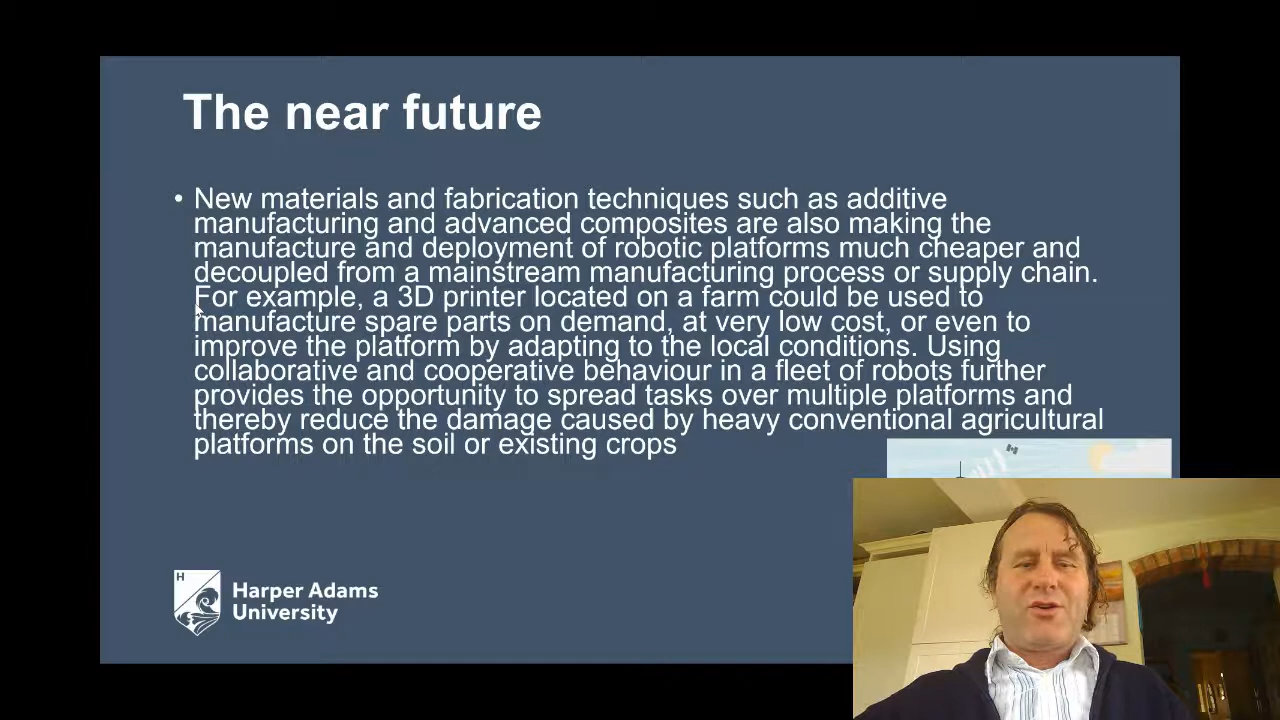 The near future
• New materials and fabrication techniques such as additive
manufacturing and advanced composites are also making the
manufacture and deployment of robotic platforms much cheaper and
decoupled from a mainstream manufacturing process or supply chain.
For example, a 3D printer located on a farm could be used to
manufacture spare parts on demand, at very low cost, or even to
improve the platform by adapting to the local conditions. Using
collaborative and cooperative behaviour in a fleet of robots further
provides the opportunity to spread tasks over multiple platforms and
thereby reduce the damage caused by heavy conventional agricultural
platforms on the soil or existing crops
H
Harper Adams
University